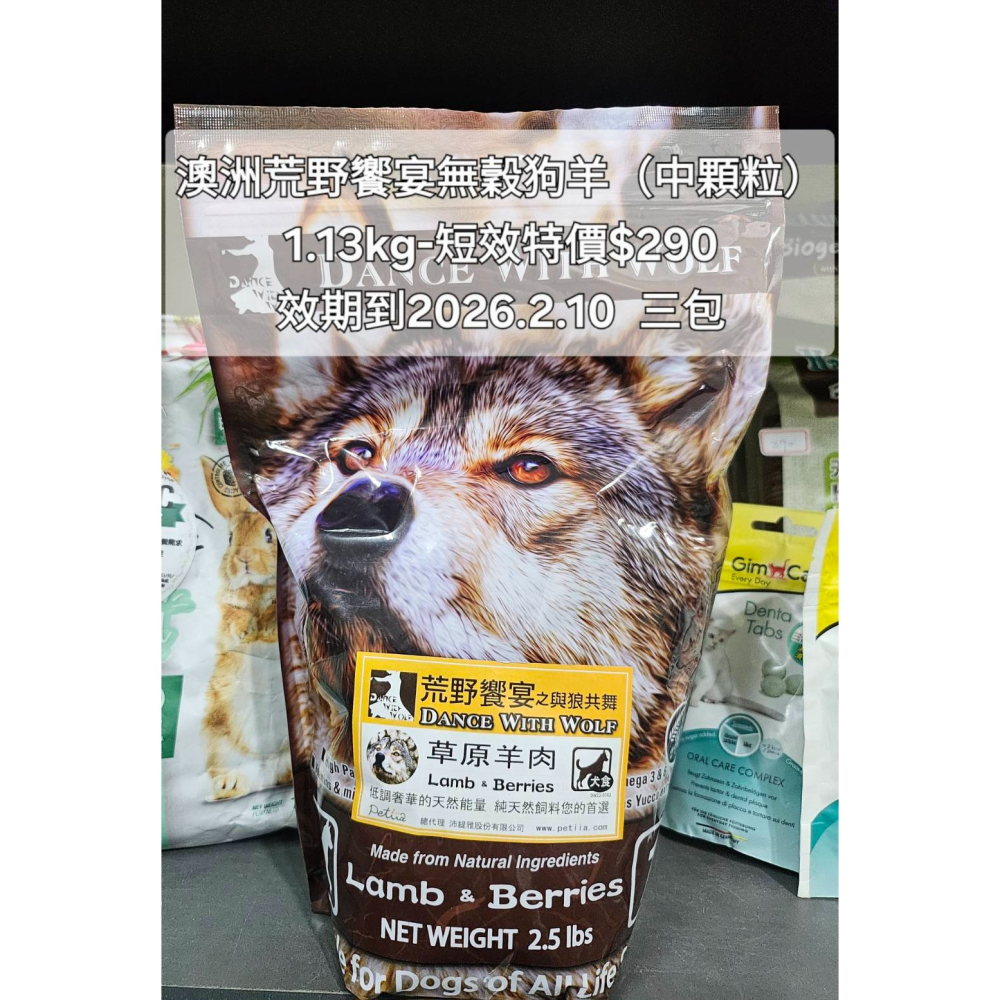 澳洲荒野饗宴無穀狗羊（中顆粒）
1.13kg-短效特價$290
效期到2026.2.10 三包
DANCE WITH WOLF
荒野饗宴之與狼共舞
DANCE WITH WOLF
草原羊肉
Lamb & Berries
犬食
低調奢華的天然能量 純天然飼料您的首選
Petiia
總代理 沛緹雅股份有限公司 www.petiia.com
Made from Natural Ingredients
Lamb & Berries
NET WEIGHT 2.5 lbs
for Dogs of All Life
GimCa
Every Day
Denta
Tabs
ORAL CARE COMPLEX